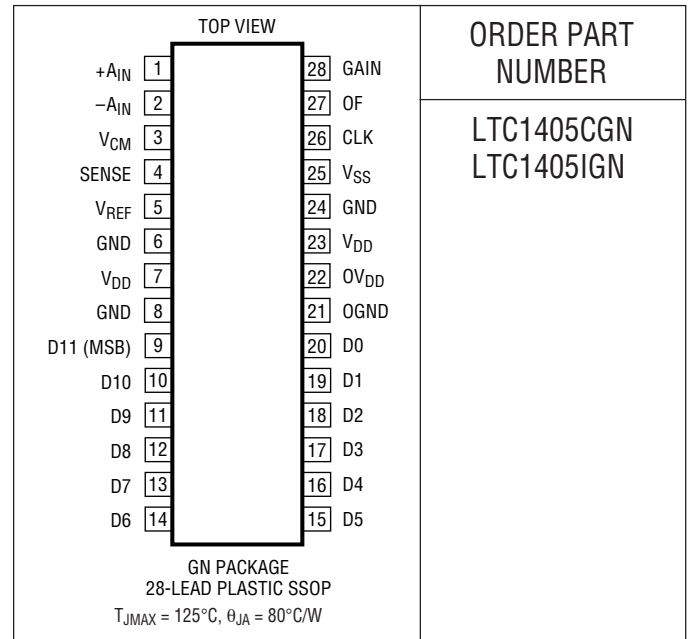 TOP VIEW
+AIN 1
–AIN 2
VCM 3
SENSE 4
VREF 5
GND 6
VDD 7
GND 8
D11 (MSB) 9
D10 10
D9 11
D8 12
D7 13
D6 14
28 GAIN
27 OF
26 CLK
25 VSS
24 GND
23 VDD
22 OVDD
21 OGND
20 D0
19 D1
18 D2
17 D3
16 D4
15 D5
GN PACKAGE
28-LEAD PLASTIC SSOP
TJMAX = 125°C, θJA = 80°C/W
ORDER PART
NUMBER
LTC1405CGN
LTC1405IGN